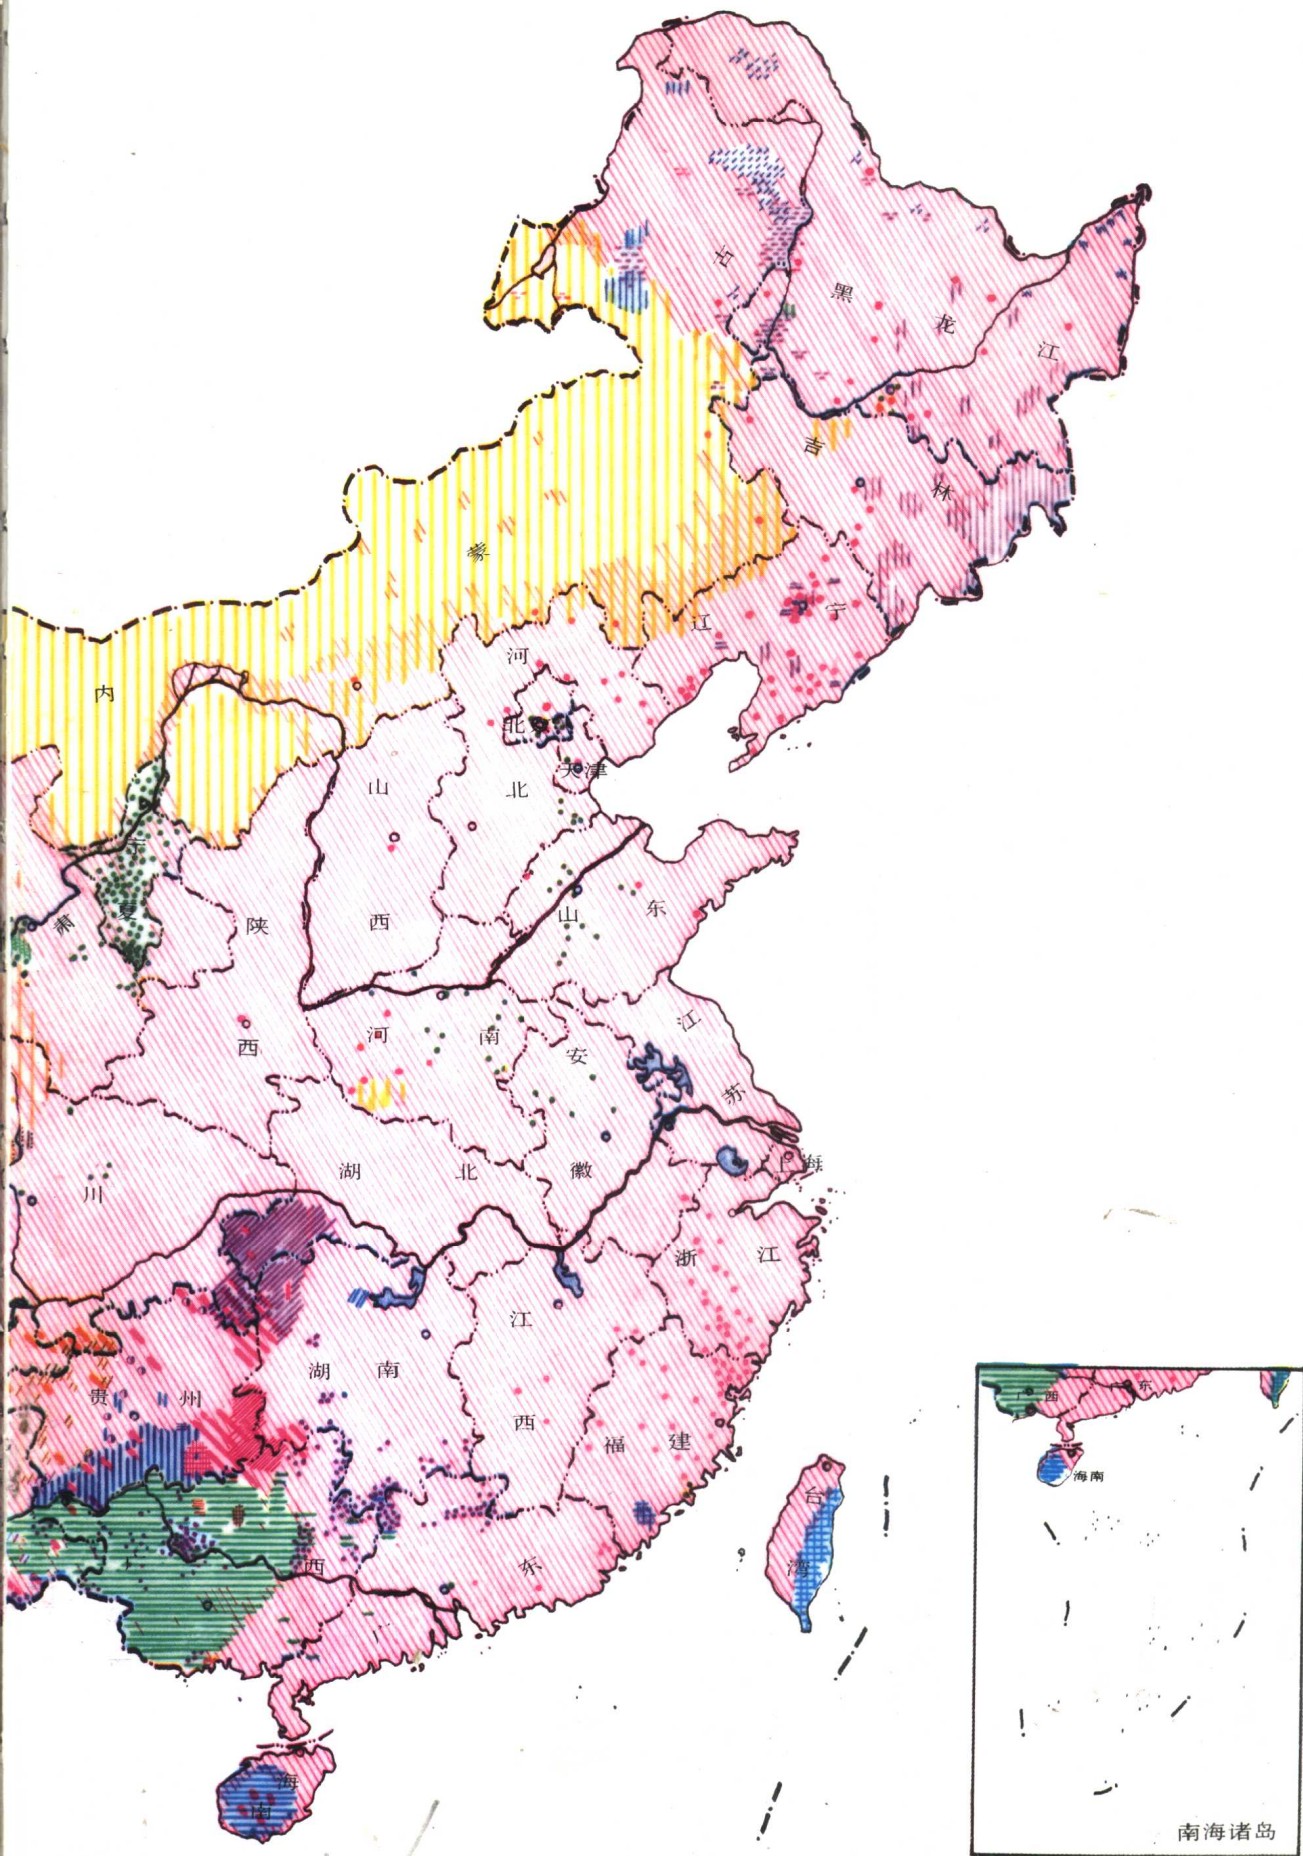 古
黑
龙
江
吉
林
蒙
辽
宁
内
河
北京
天津
山
北
宁
夏
肃
陕
西
山
东
河
南
江
西
安
苏
湖
北
徽
上海
川
浙
江
江
湖
南
贵
州
西
福
建
台
湾
西
东
广
海
南
广
西
东
海南
南海诸岛